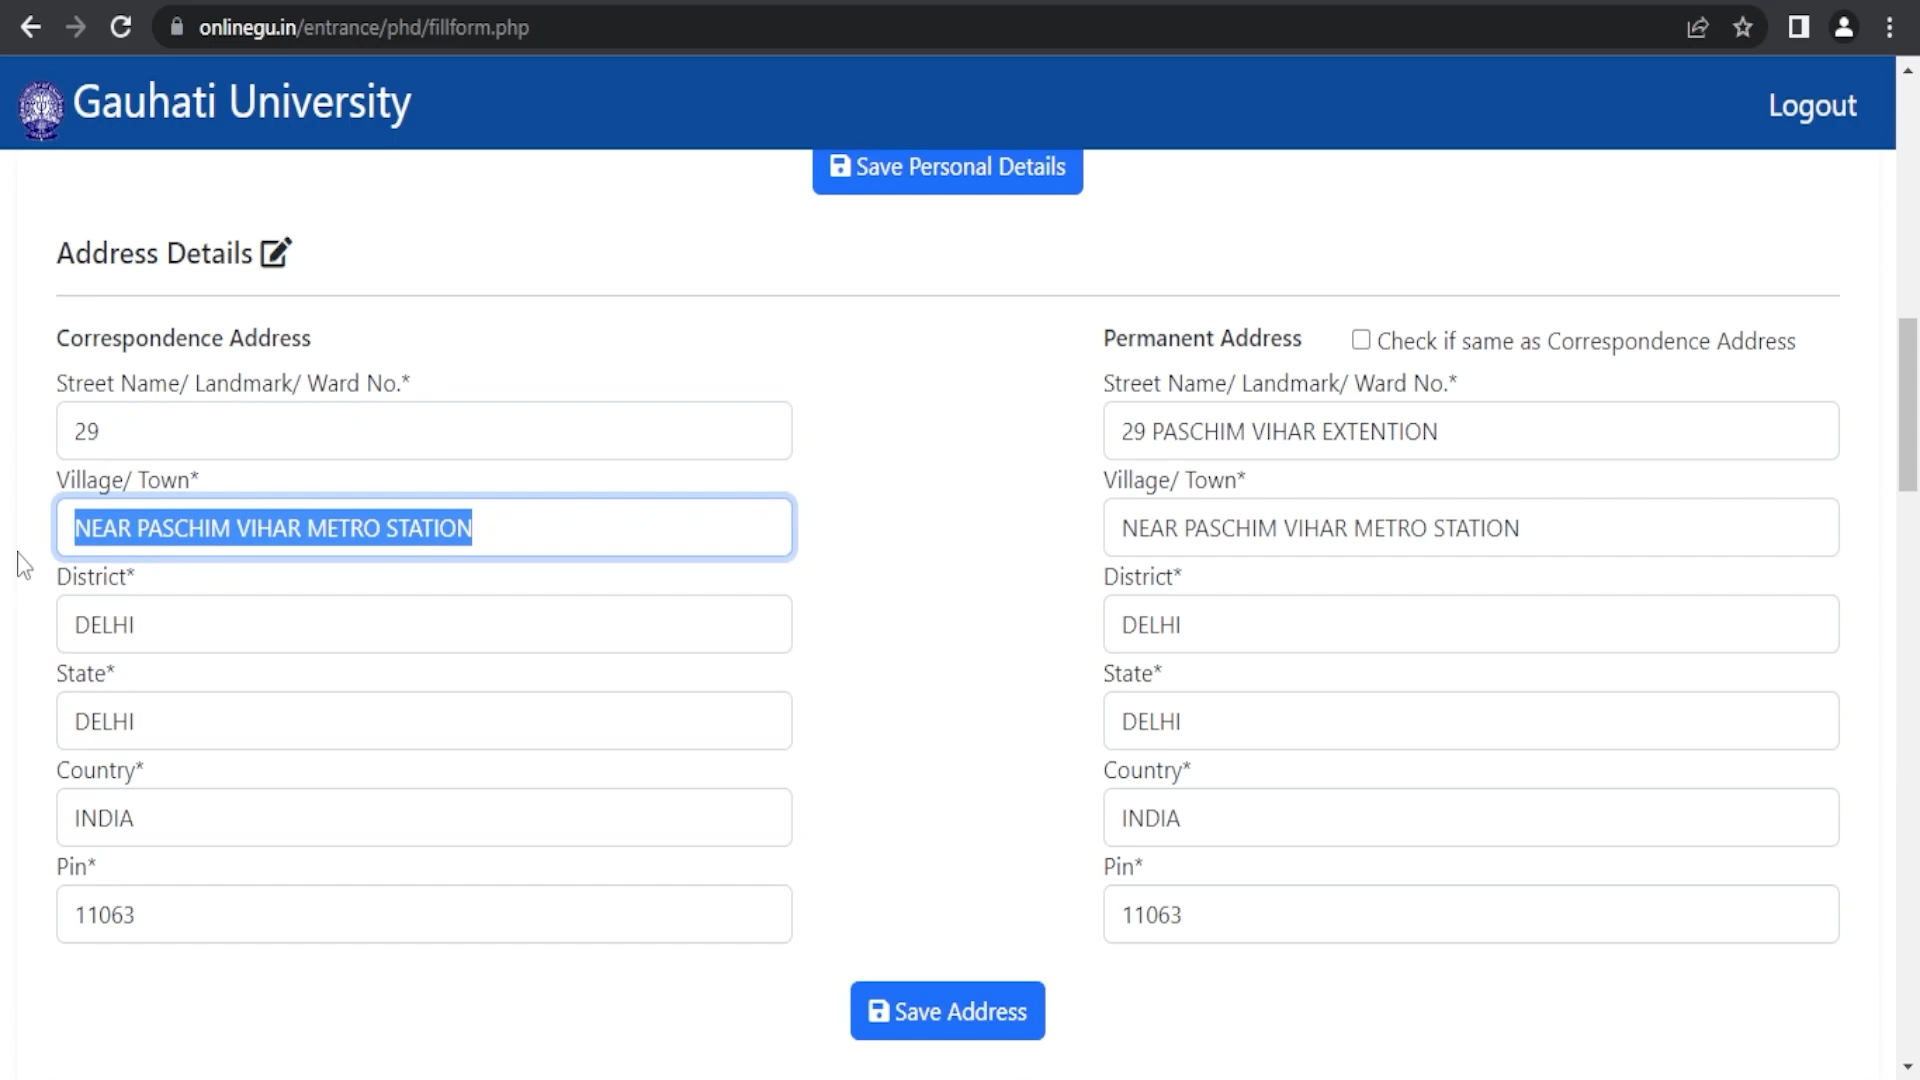 onlinegu.in/entrance/phd/fillform.php
Gauhati University
Logout
Save Personal Details
Address Details
Correspondence Address
Street Name/ Landmark/ Ward No.*
29
Village/ Town*
NEAR PASCHIM VIHAR METRO STATION
District*
DELHI
State*
DELHI
Country*
INDIA
Pin*
11063
Permanent Address
Check if same as Correspondence Address
Street Name/ Landmark/ Ward No.*
29 PASCHIM VIHAR EXTENTION
Village/ Town*
NEAR PASCHIM VIHAR METRO STATION
District*
DELHI
State*
DELHI
Country*
INDIA
Pin*
11063
Save Address